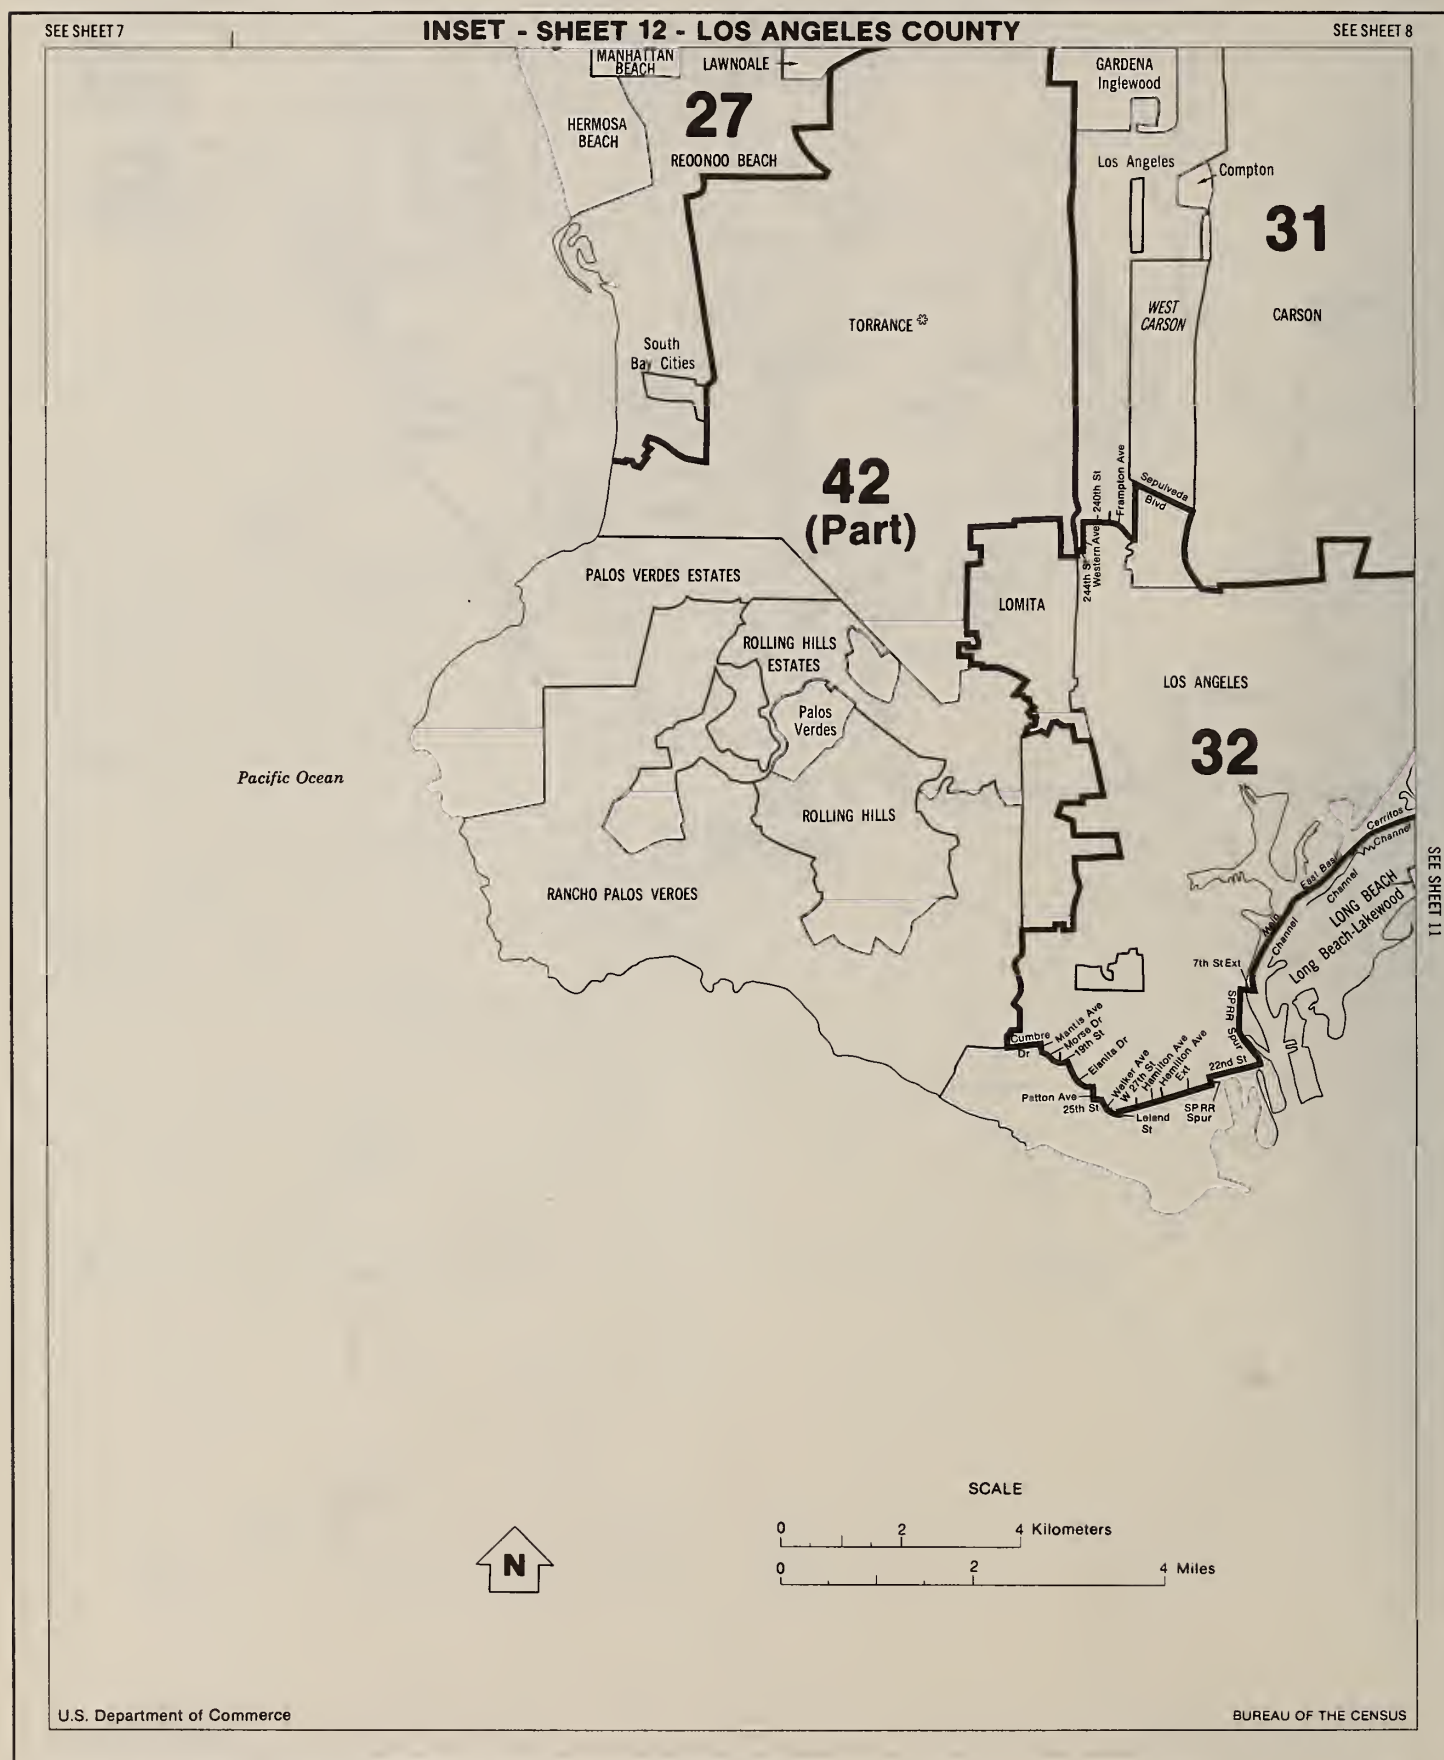 SEE SHEET 7
INSET - SHEET 12 - LOS ANGELES COUNTY
SEE SHEET 8
MANHATTAN
BEACH
LAWNOALE
27
HERMOSA
BEACH
REOONOO BEACH
GARDENA
Inglewood
Los Angeles
Compton
31
WEST
CARSON
CARSON
TORRANCE
South
Bay Cities
42
(Part)
Sepulveda
Blvd
Frampton Ave
240th St
Western Ave
244th St
PALOS VERDES ESTATES
LOMITA
ROLLING HILLS
ESTATES
LOS ANGELES
32
Palos
Verdes
Pacific Ocean
ROLLING HILLS
RANCHO PALOS VEROES
Cerritos
Channel
East Bas
Channel
LONG BEACH
Long Beach-Lakewood
Main
Channel
SEE SHEET 11
7th St Ext
SPRR Spur
22nd St
Cumbre
Dr
Mantis Ave
Morse Dr
19th St
Elanita Dr
Walker Ave
W 27th St
Hamilton Ave
Hamilton Ave
Ext
Patton Ave
25th St
Leland
St
SPRR
Spur
SCALE
0 2 4 Kilometers
0 2 4 Miles
N
U.S. Department of Commerce
BUREAU OF THE CENSUS